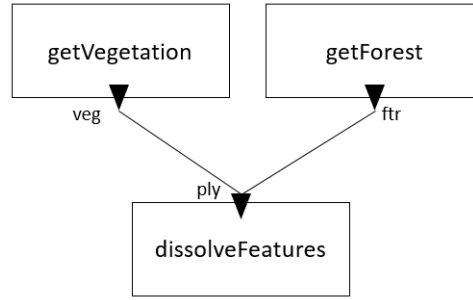 getVegetation
getForest
veg
ftr
ply
dissolveFeatures